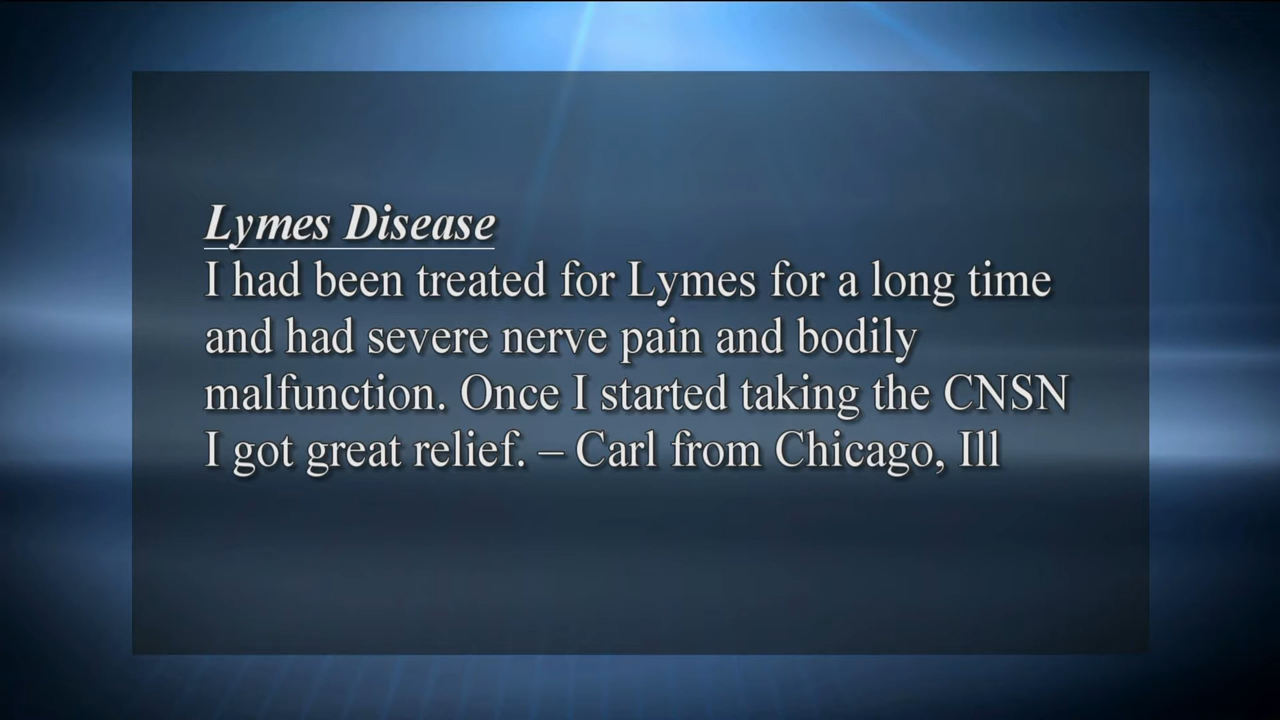 Lymes Disease
I had been treated for Lymes for a long time
and had severe nerve pain and bodily
malfunction. Once I started taking the CNSN
I got great relief. – Carl from Chicago, Ill